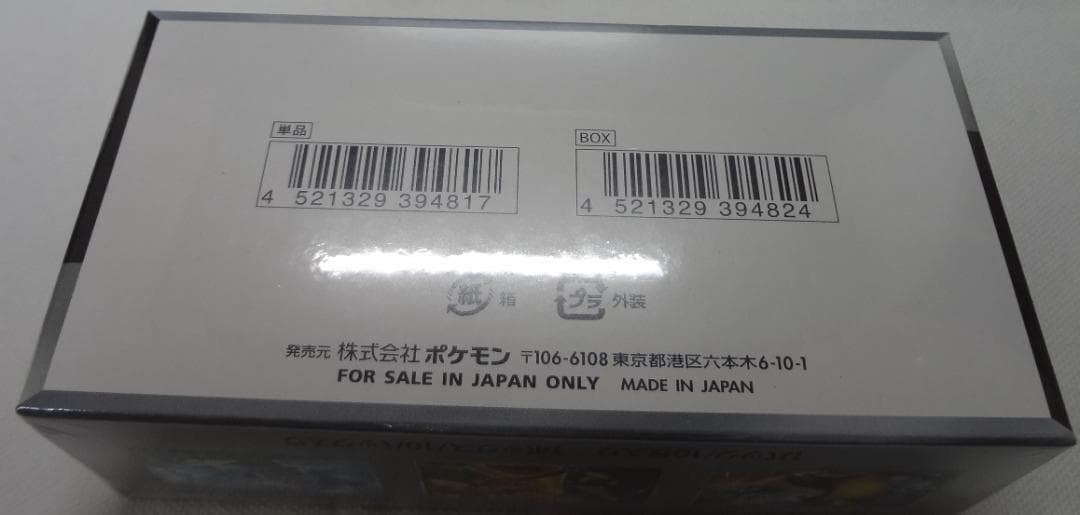 単品
4 521329 394817
BOX
4 521329 394824
紙 箱 プラ 外装
発売元 株式会社 ポケモン 〒106-6108 東京都港区六本木6-10-1
FOR SALE IN JAPAN ONLY MADE IN JAPAN